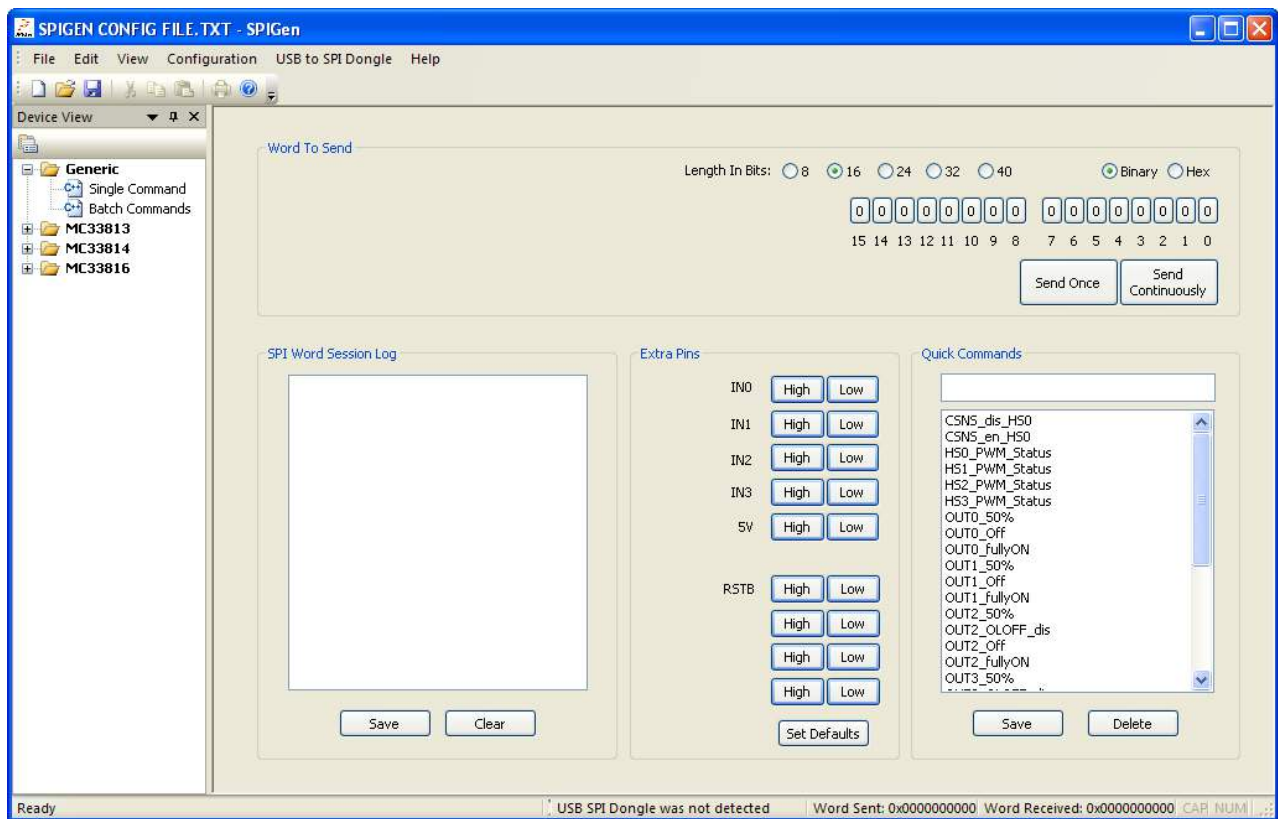 SPIGEN CONFIG FILE.TXT - SPIGen
File Edit View Configuration USB to SPI Dongle Help
Device View
Generic
Single Command
Batch Commands
MC33813
MC33814
MC33816
Word To Send
Length In Bits: 8 16 24 32 40 Binary Hex
0 0 0 0 0 0 0 0 0 0 0 0 0 0 0 0
15 14 13 12 11 10 9 8 7 6 5 4 3 2 1 0
Send Once
Send
Continuously
SPI Word Session Log
Save Clear
Extra Pins
IN0 High Low
IN1 High Low
IN2 High Low
IN3 High Low
5V High Low
RSTB High Low
High Low
High Low
High Low
Set Defaults
Quick Commands
CSNS_dis_HS0
CSNS_en_HS0
HS0_PWM_Status
HS1_PWM_Status
HS2_PWM_Status
HS3_PWM_Status
OUT0_50%
OUT0_Off
OUT0_fullyON
OUT1_50%
OUT1_Off
OUT1_fullyON
OUT2_50%
OUT2_OLOFF_dis
OUT2_Off
OUT2_fullyON
OUT3_50%
Save Delete
Ready USB SPI Dongle was not detected Word Sent: 0x0000000000 Word Received: 0x0000000000 CAP NUM